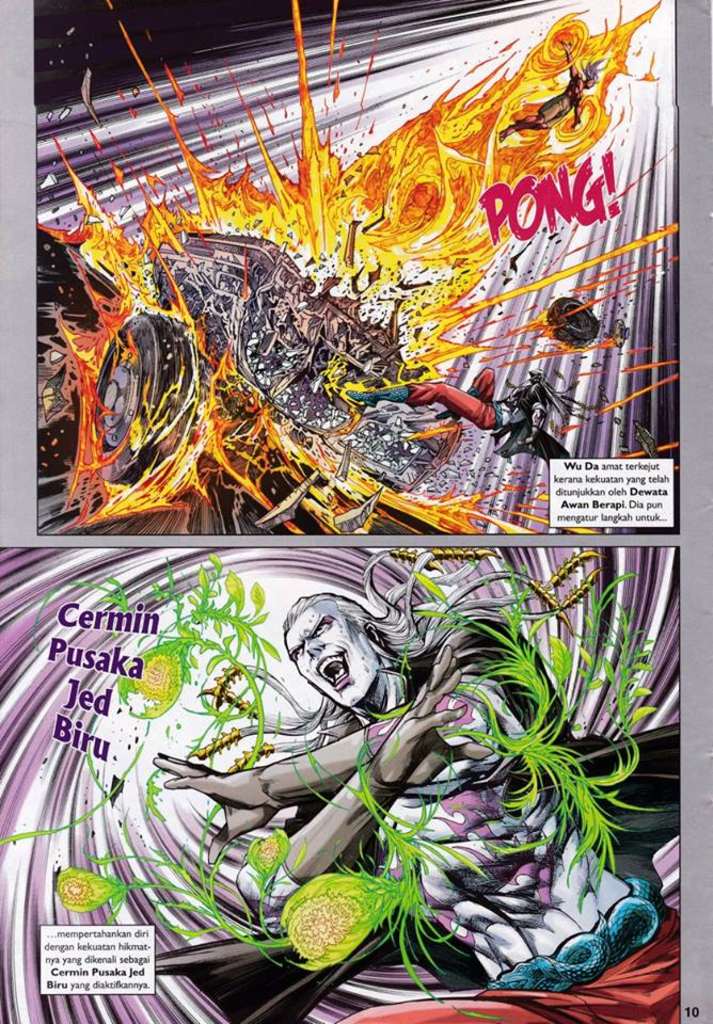 PONG!
Wu Da amat terkejut
kerana kekuatan yang telah
ditunjukkan oleh Dewata
Awan Berapi. Dia pun
mengatur langkah untuk...
Cermin
Pusaka
Jed
Biru
...mempertahankan diri
dengan kekuatan hikmat-
nya yang dikenali sebagai
Cermin Pusaka Jed
Biru yang diaktifkannya.
10